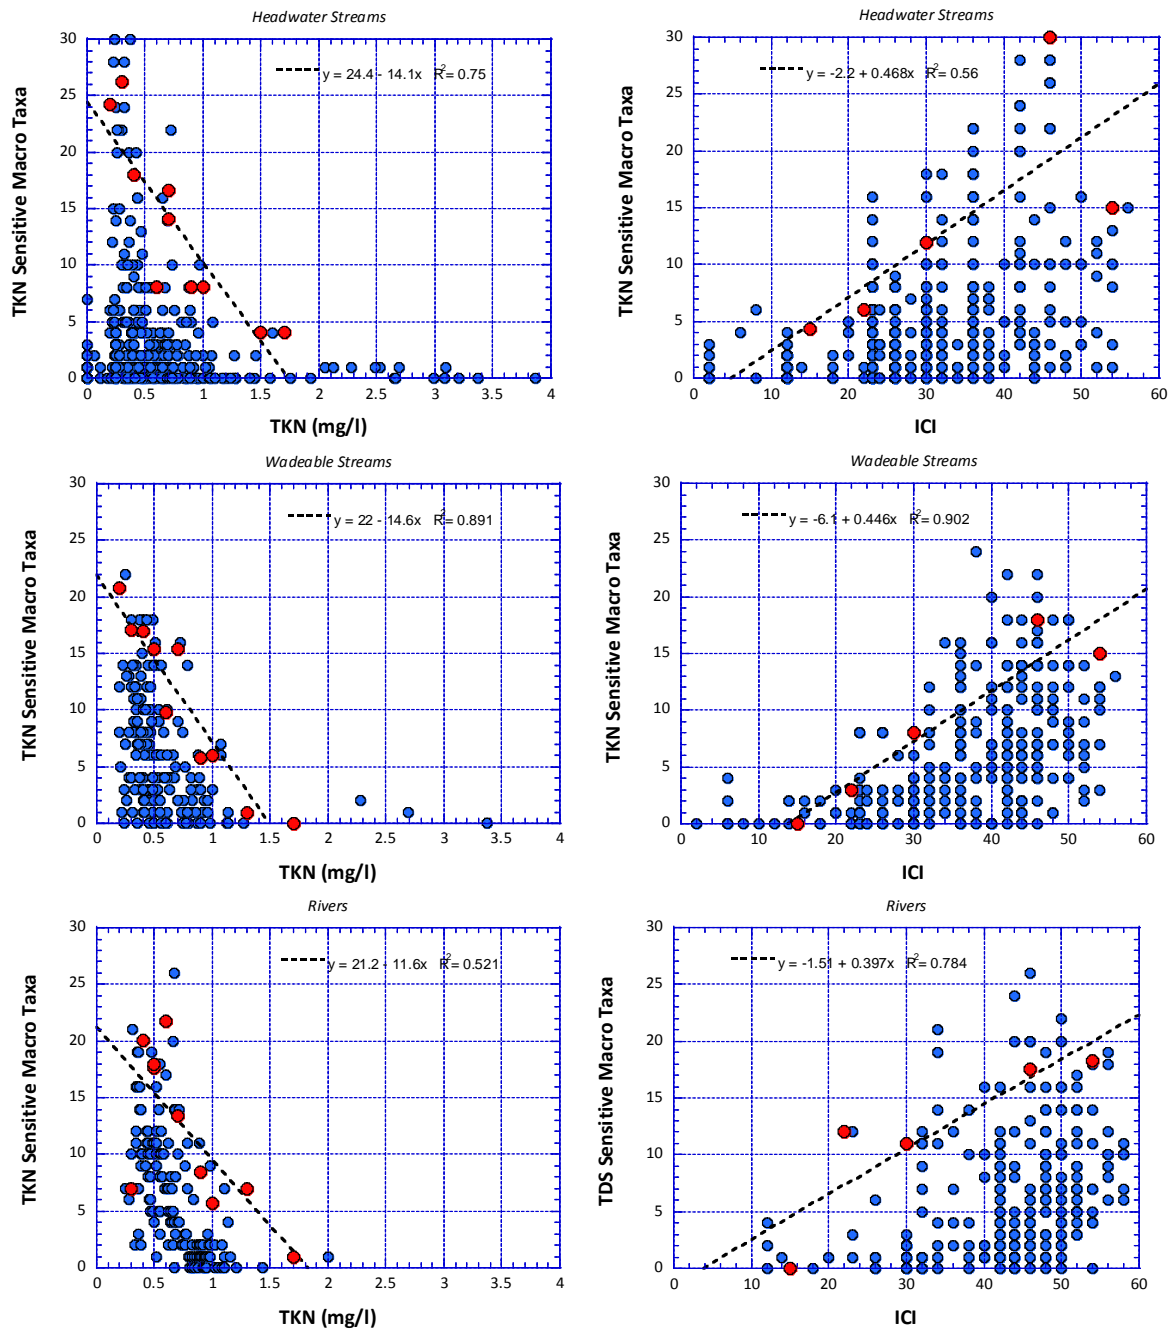 Headwater Streams
30
25
20
15
10
5
0
TKN Sensitive Macro Taxa
y = 24.4 - 14.1x R2= 0.75
0 0.5 1 1.5 2 2.5 3 3.5 4
TKN (mg/l)
Headwater Streams
30
25
20
15
10
5
0
TKN Sensitive Macro Taxa
y = -2.2 + 0.468x R2= 0.56
0 10 20 30 40 50 60
ICI
Wadeable Streams
30
25
20
15
10
5
0
TKN Sensitive Macro Taxa
y = 22 - 14.6x R2= 0.891
0 0.5 1 1.5 2 2.5 3 3.5 4
TKN (mg/l)
Wadeable Streams
30
25
20
15
10
5
0
TKN Sensitive Macro Taxa
y = -6.1 + 0.446x R2= 0.902
0 10 20 30 40 50 60
ICI
Rivers
30
25
20
15
10
5
0
TKN Sensitive Macro Taxa
y = 21.2 - 11.6x R2= 0.521
0 0.5 1 1.5 2 2.5 3 3.5 4
TKN (mg/l)
Rivers
30
25
20
15
10
5
0
TDS Sensitive Macro Taxa
y = -1.51 + 0.397x R2= 0.784
0 10 20 30 40 50 60
ICI